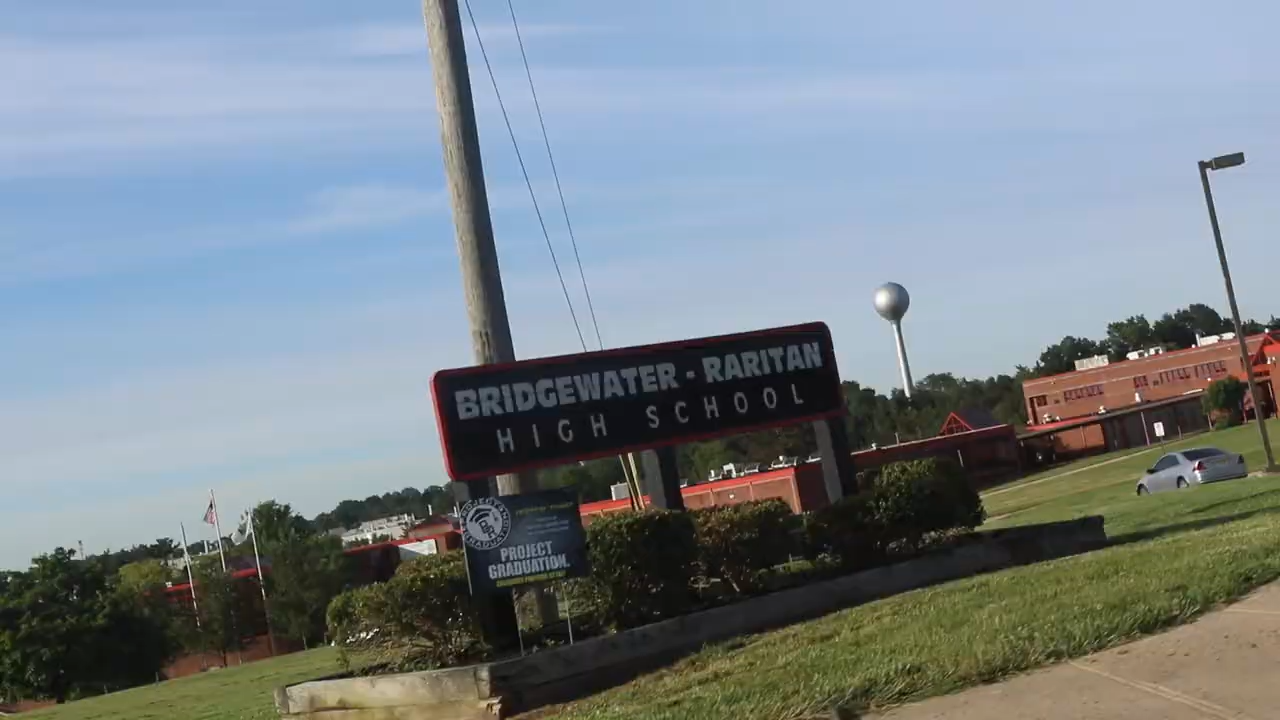 BRIDGEWATER - RARITAN
HIGH SCHOOL
PROJECT
GRADUATION.